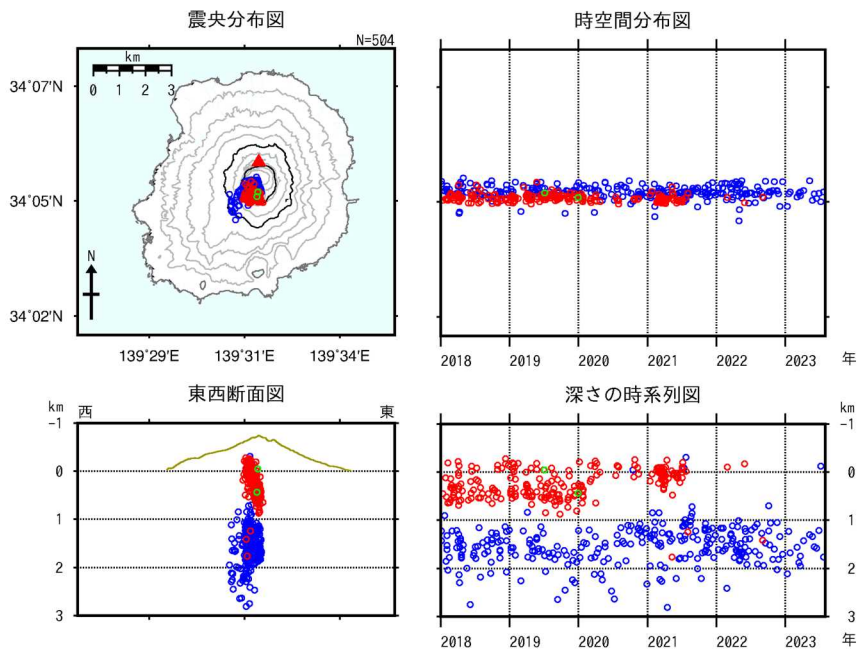 震央分布図
N=504
km
0 1 2 3
34°07'N
34°05'N
34°02'N
N
139°29'E 139°31'E 139°34'E
時空間分布図
2018 2019 2020 2021 2022 2023 年
東西断面図
km 西 東
-1
0
1
2
3
深さの時系列図
km
-1
0
1
2
3
2018 2019 2020 2021 2022 2023 年